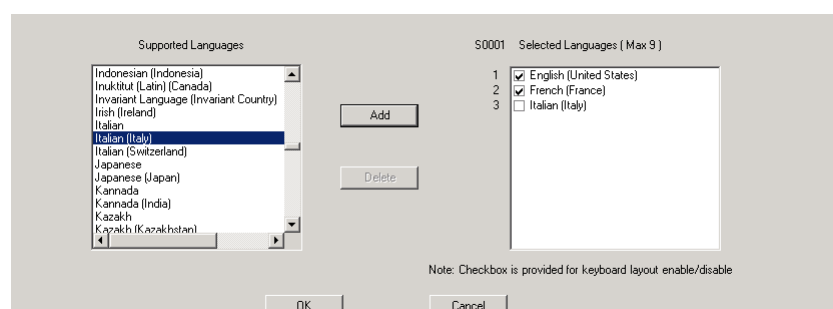 Supported Languages
S0001 Selected Languages ( Max 9 )
Indonesian (Indonesia)
Inuktitut (Latin) (Canada)
Invariant Language (Invariant Country)
Irish (Ireland)
Italian
Italian (Italy)
Italian (Switzerland)
Japanese
Japanese (Japan)
Kannada
Kannada (India)
Kazakh
Kazakh (Kazakhstan)
Add
Delete
1 English (United States)
2 French (France)
3 Italian (Italy)
Note: Checkbox is provided for keyboard layout enable/disable
OK
Cancel